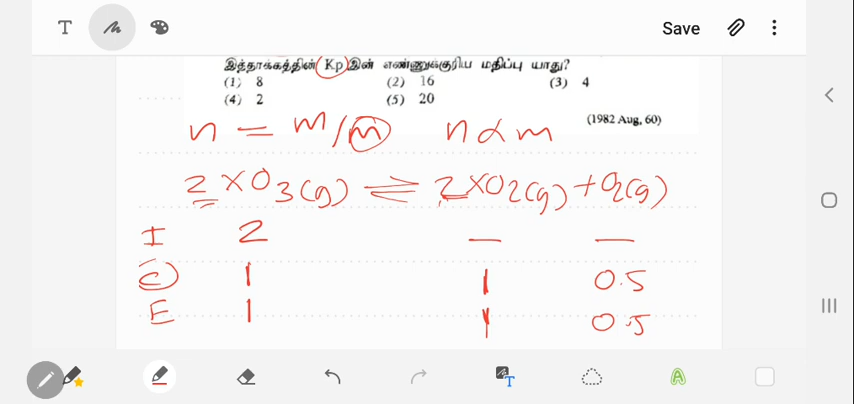 T Save
இத்தாக்கத்தின் Kp இன் எண்ணுக்குரிய மதிப்பு யாது?
(1) 8 (2) 16 (3) 4
(4) 2 (5) 20
(1982 Aug, 60)
n = m/m n α m
2XO3(g) ⇌ 2XO2(g) + O2(g)
I 2 — —
C 1 1 0.5
E 1 1 0.5
T A